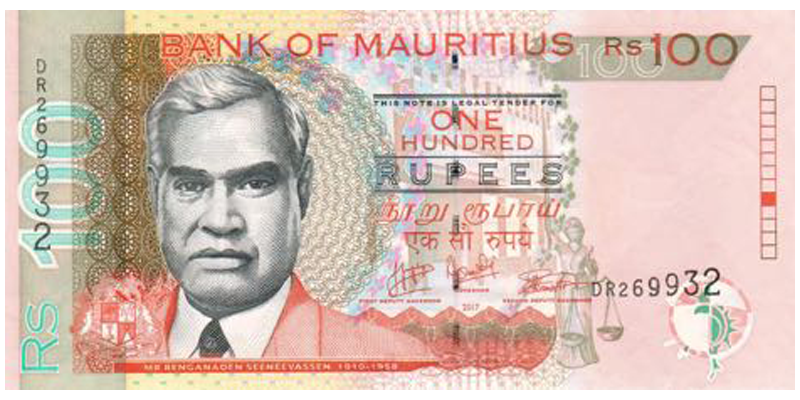 BANK OF MAURITIUS
Rs 100
100
DR269932
Rs 100
THIS NOTE IS LEGAL TENDER FOR
ONE
HUNDRED
RUPEES
நூறு ரூபாய்
एक सौ रुपये
FIRST DEPUTY GOVERNOR
2017
SECOND DEPUTY GOVERNOR
DR269932
MR RENGANADEN SEENEEVASSEN 1910-1958